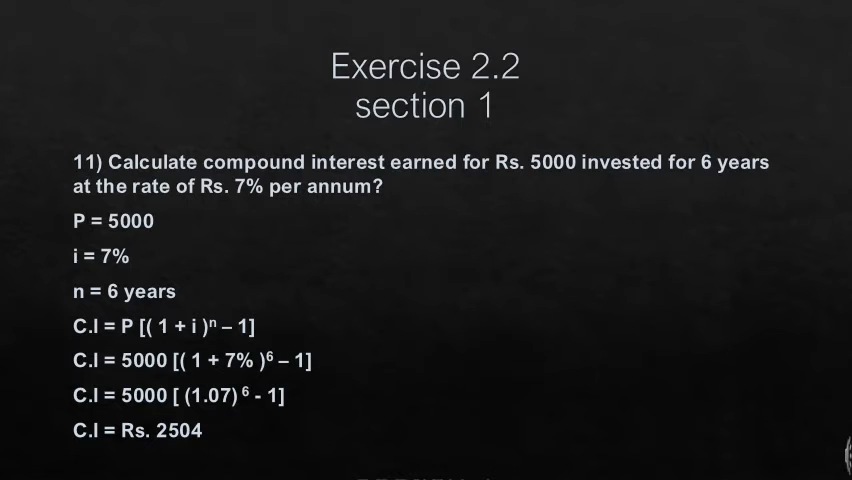 Exercise 2.2
section 1
11) Calculate compound interest earned for Rs. 5000 invested for 6 years
at the rate of Rs. 7% per annum?
P = 5000
i = 7%
n = 6 years
C.I = P [( 1 + i )ⁿ – 1]
C.I = 5000 [( 1 + 7% )⁶ – 1]
C.I = 5000 [ (1.07) ⁶ - 1]
C.I = Rs. 2504